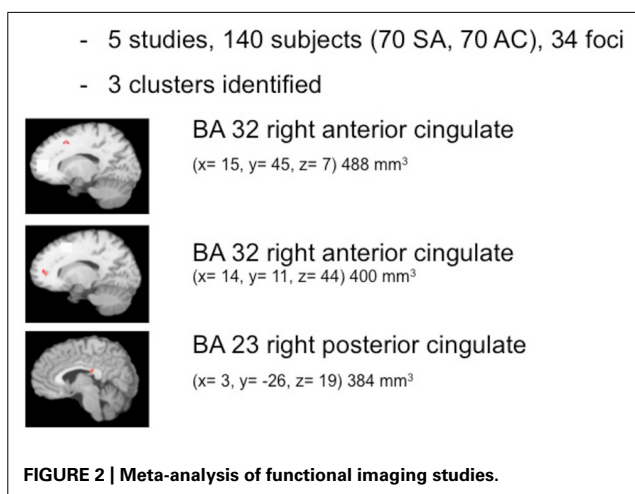 - 5 studies, 140 subjects (70 SA, 70 AC), 34 foci
- 3 clusters identified
BA 32 right anterior cingulate
(x= 15, y= 45, z= 7) 488 mm³
BA 32 right anterior cingulate
(x= 14, y= 11, z= 44) 400 mm³
BA 23 right posterior cingulate
(x= 3, y= -26, z= 19) 384 mm³
FIGURE 2 | Meta-analysis of functional imaging studies.